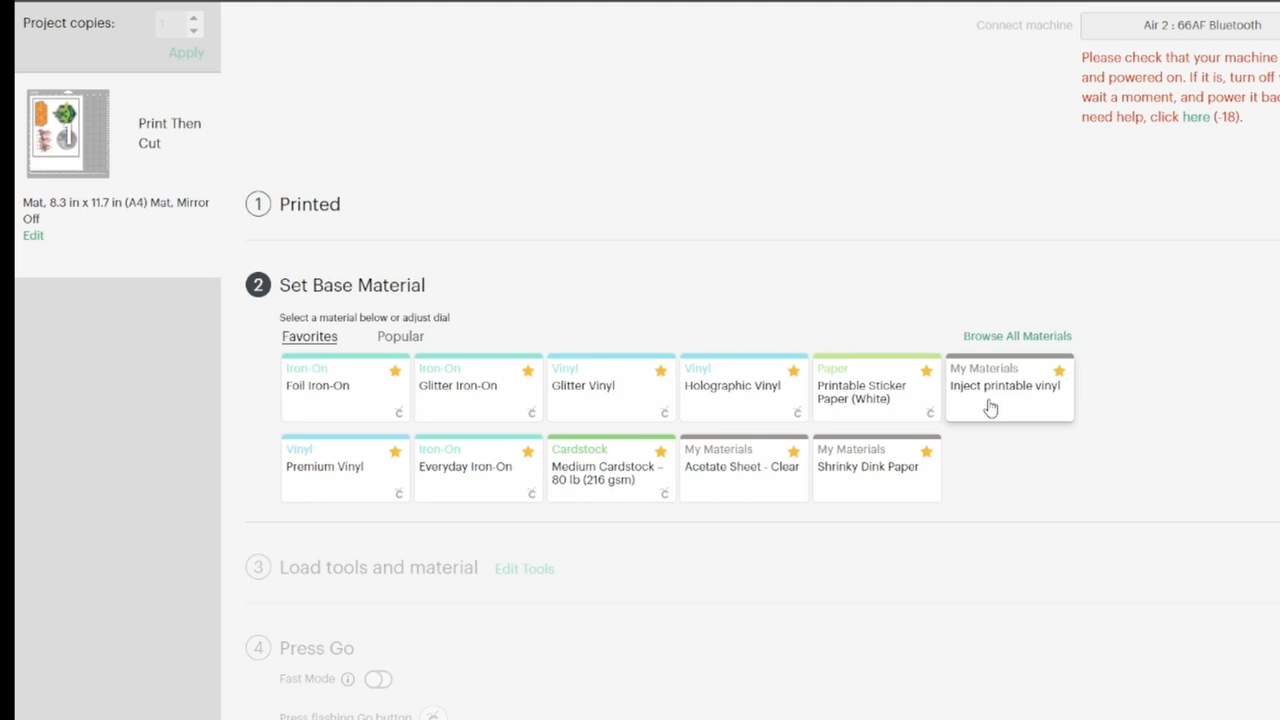 Project copies:
1
Apply
Print Then
Cut
Mat, 8.3 in x 11.7 in (A4) Mat, Mirror
Off
Edit
Connect machine
Air 2 : 66AF Bluetooth
Please check that your machine
and powered on. If it is, turn off
wait a moment, and power it
need help, click here (-18).
1 Printed
2 Set Base Material
Select a material below or adjust dial
Favorites Popular
Browse All Materials
Iron-On
Foil Iron-On
Iron-On
Glitter Iron-On
Vinyl
Glitter Vinyl
Vinyl
Holographic Vinyl
Paper
Printable Sticker
Paper (White)
My Materials
Inject printable vinyl
Vinyl
Premium Vinyl
Iron-On
Everyday Iron-On
Cardstock
Medium Cardstock –
80 lb (216 gsm)
My Materials
Acetate Sheet - Clear
My Materials
Shrinky Dink Paper
3 Load tools and material Edit Tools
4 Press Go
Fast Mode
Press flashing Go button